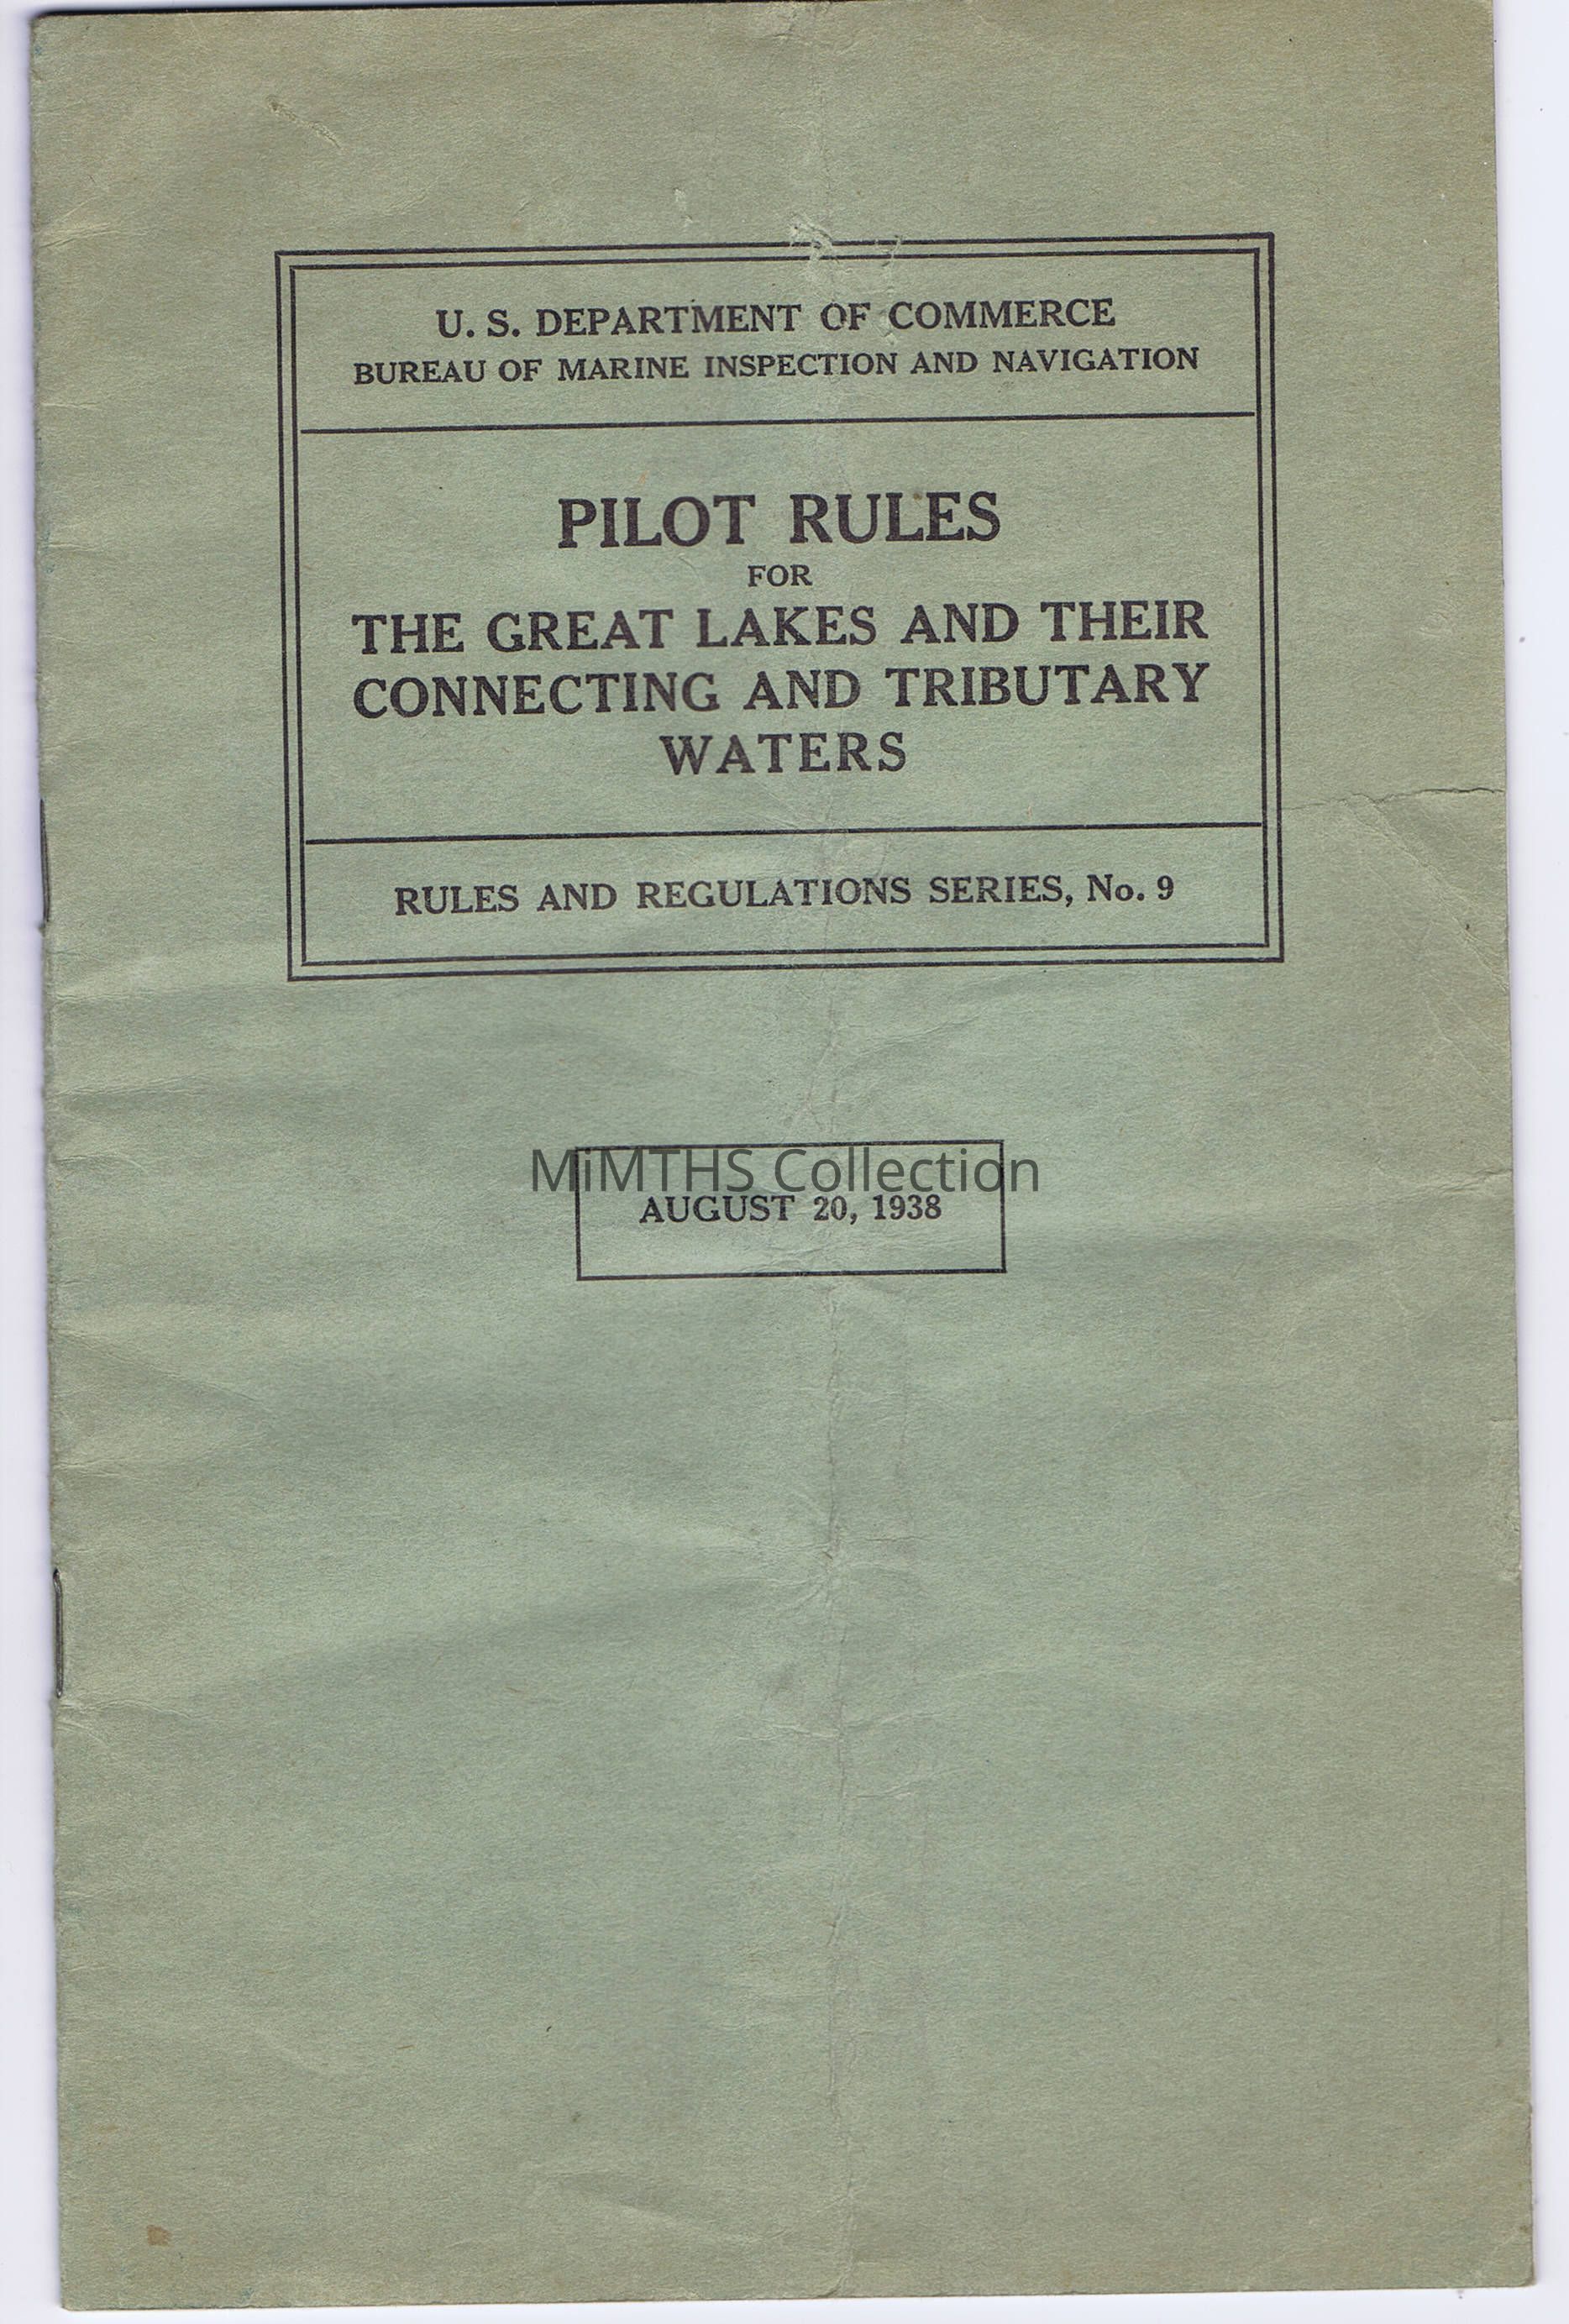 U. S. DEPARTMENT OF COMMERCE
BUREAU OF MARINE INSPECTION AND NAVIGATION
PILOT RULES
FOR
THE GREAT LAKES AND THEIR
CONNECTING AND TRIBUTARY
WATERS
RULES AND REGULATIONS SERIES, No. 9
MiMTHS Collection
AUGUST 20, 1938